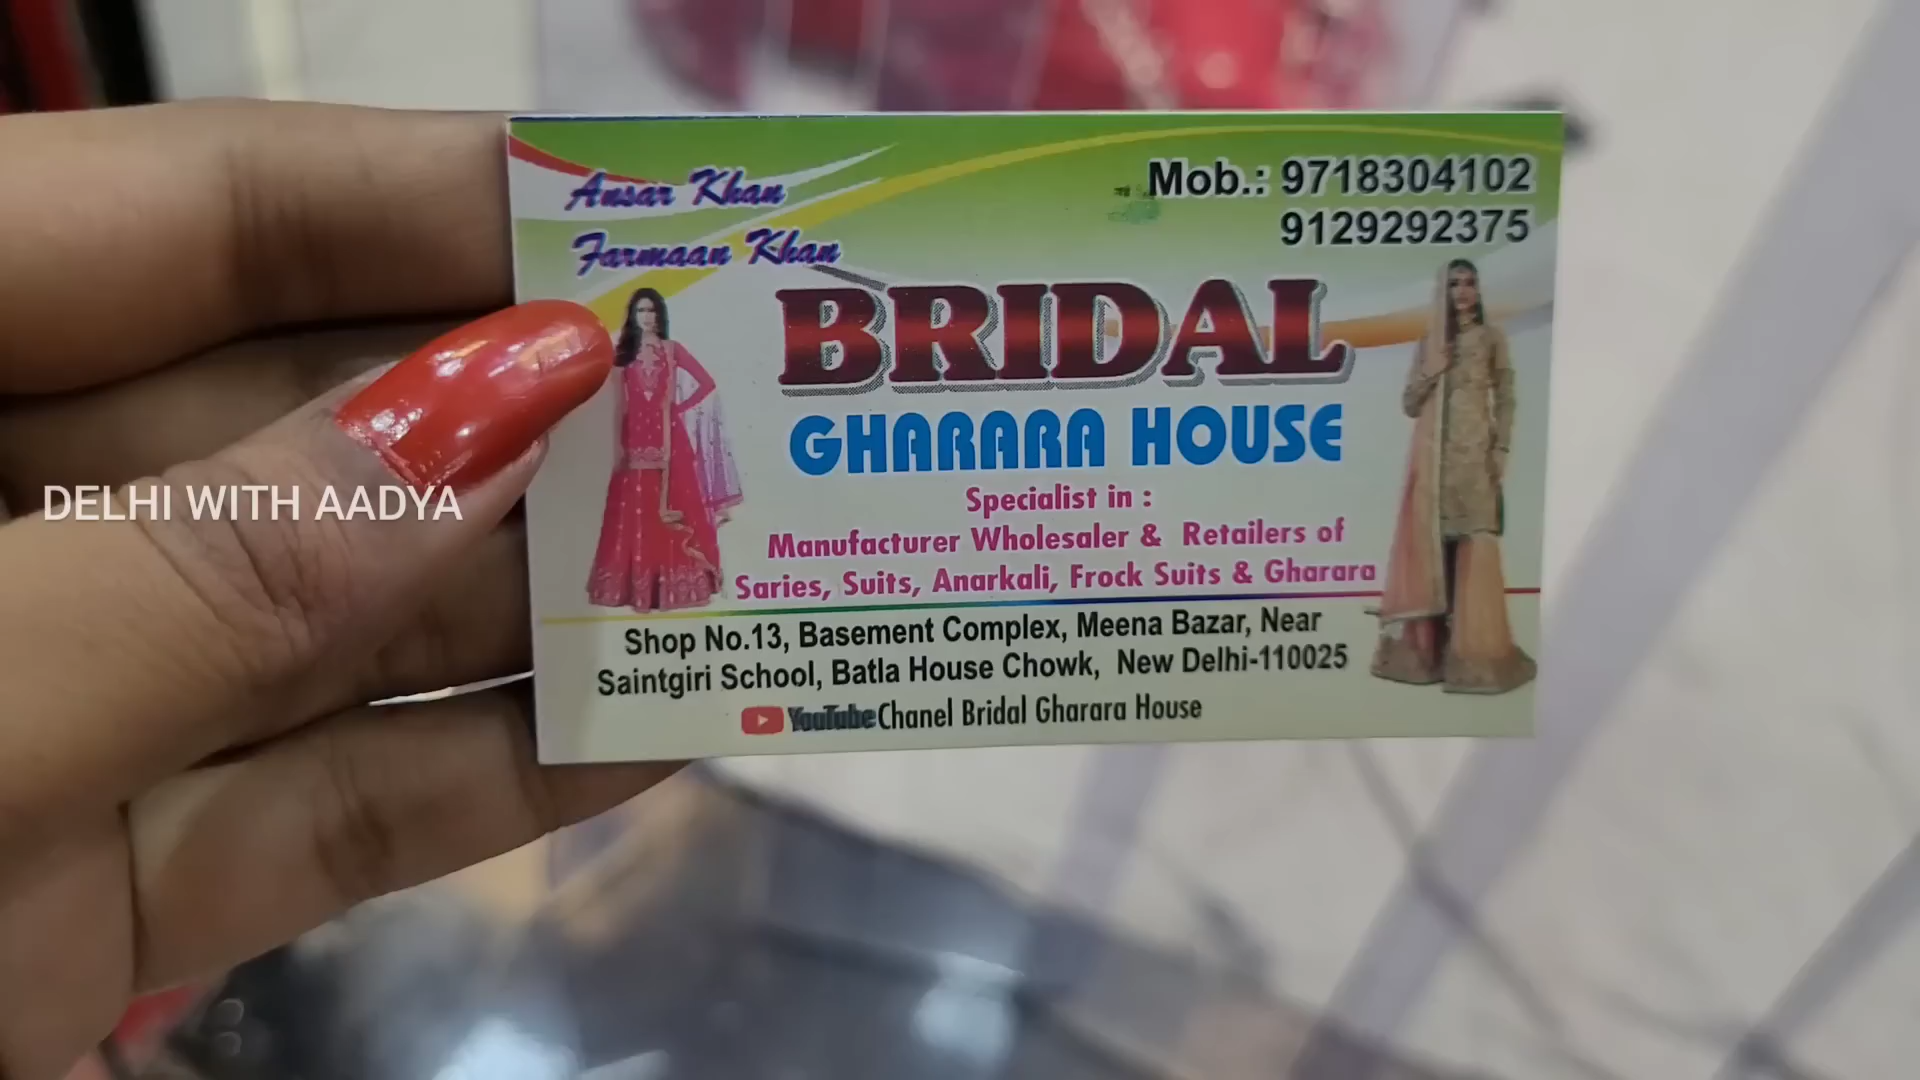 Ansar Khan
Farmaan Khan
Mob.: 9718304102
9129292375
BRIDAL
GHARARA HOUSE
Specialist in :
Manufacturer Wholesaler & Retailers of
Saries, Suits, Anarkali, Frock Suits & Gharara
Shop No.13, Basement Complex, Meena Bazar, Near
Saintgiri School, Batla House Chowk, New Delhi-110025
YouTube Chanel Bridal Gharara House
DELHI WITH AADYA